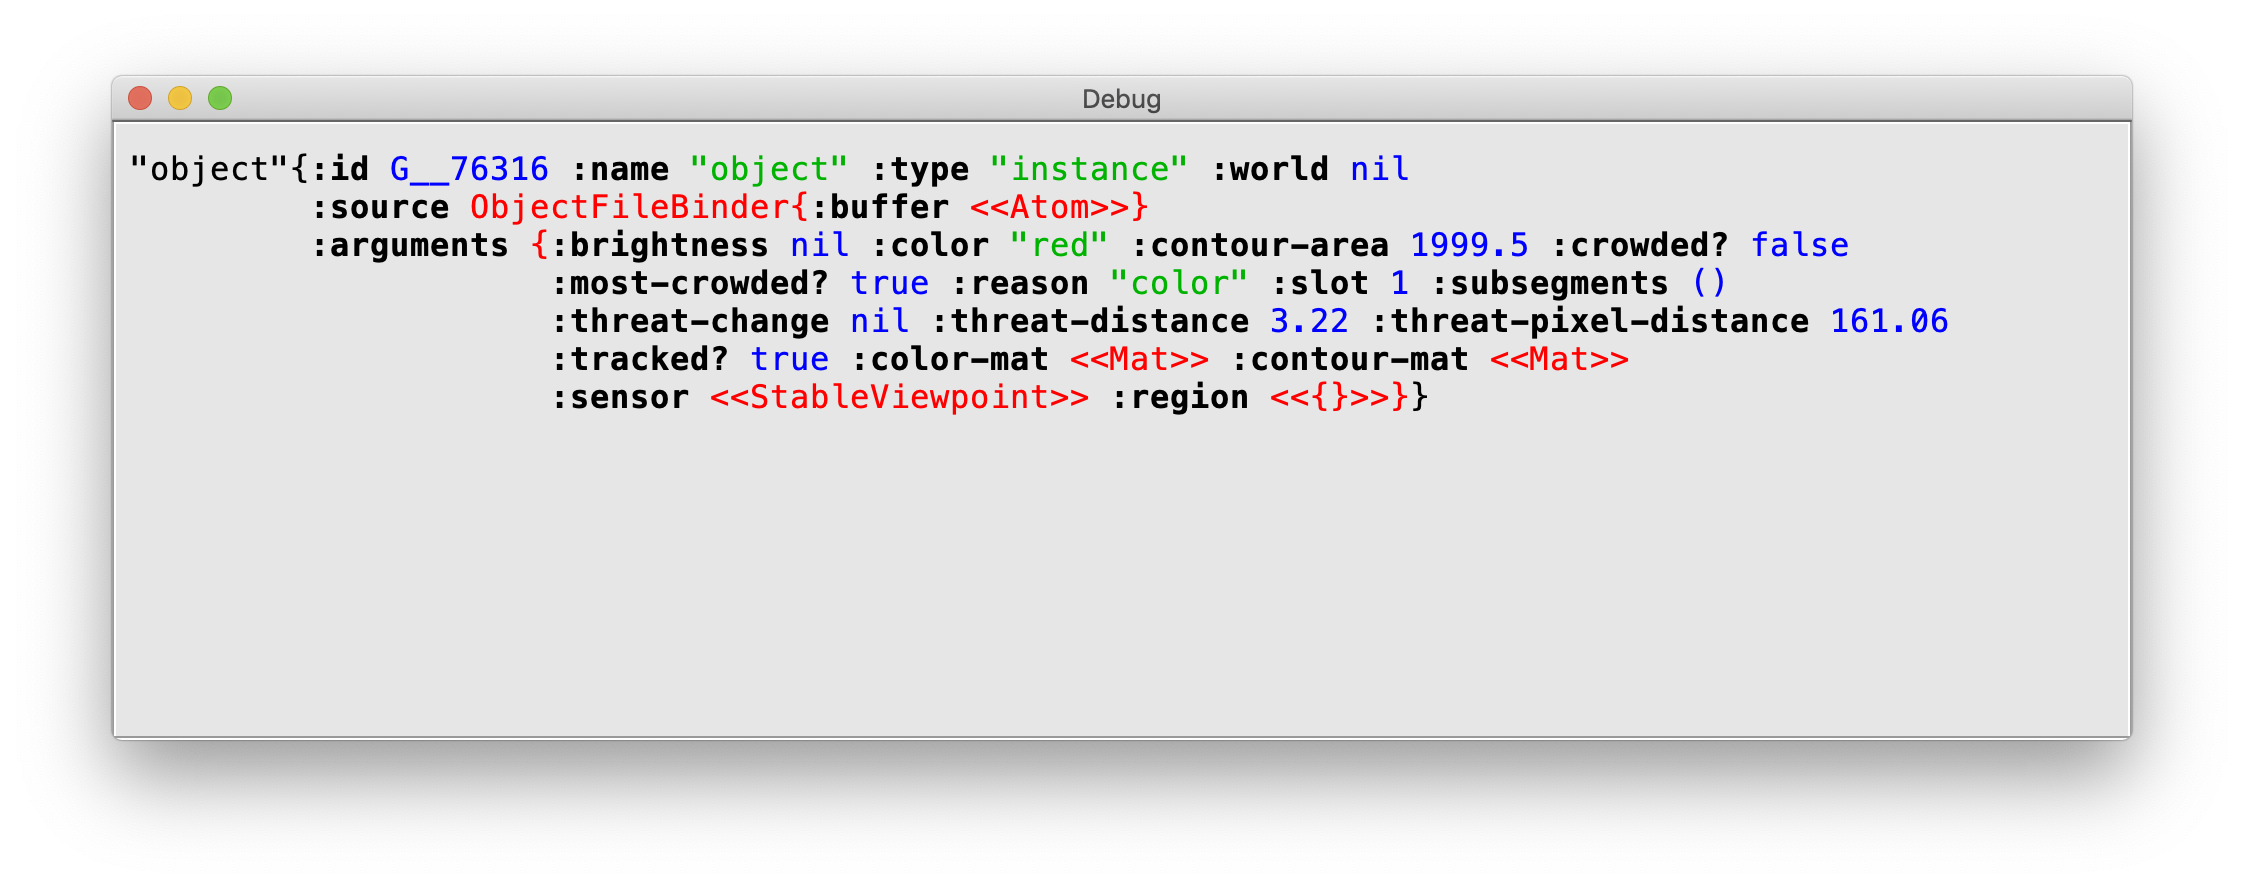 Debug
"object"{:id G__76316 :name "object" :type "instance" :world nil
:source ObjectFileBinder{:buffer <<Atom>>}
:arguments {:brightness nil :color "red" :contour-area 1999.5 :crowded? false
:most-crowded? true :reason "color" :slot 1 :subsegments ()
:threat-change nil :threat-distance 3.22 :threat-pixel-distance 161.06
:tracked? true :color-mat <<Mat>> :contour-mat <<Mat>>
:sensor <<StableViewpoint>> :region <<{}>>}}